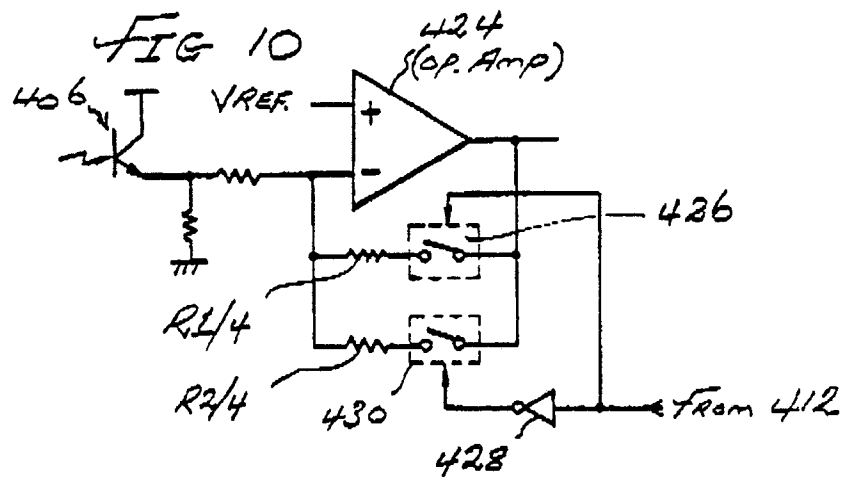 FIG 10
424
(op. Amp)
406
VREF.
+
-
426
R1/4
R2/4
430
428
From 412